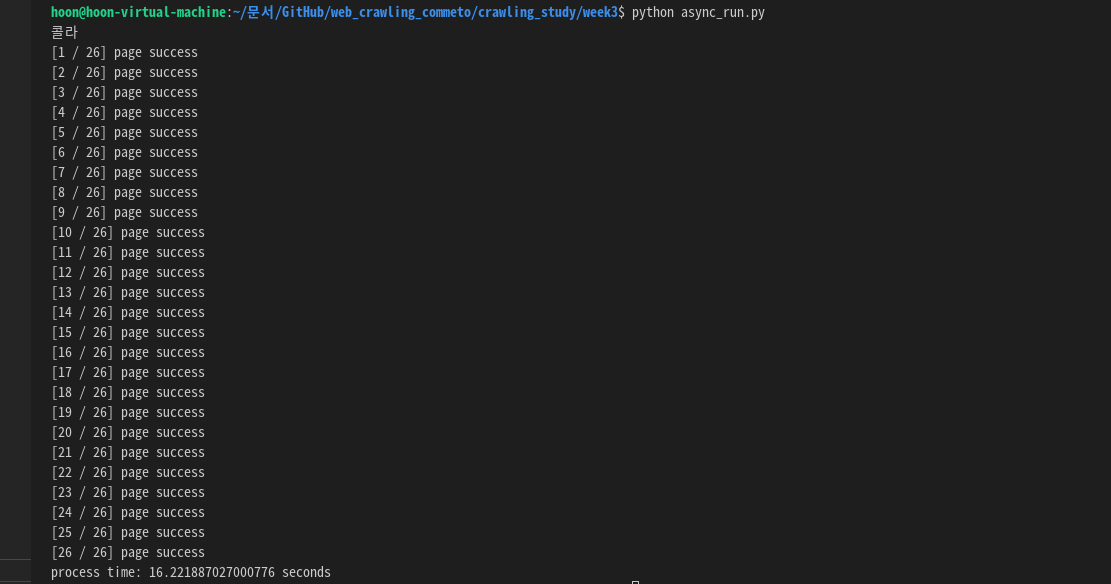 hoon@hoon-virtual-machine:~/문서/GitHub/web_crawling_commeto/crawling_study/week3$ python async_run.py
콜라
[1 / 26] page success
[2 / 26] page success
[3 / 26] page success
[4 / 26] page success
[5 / 26] page success
[6 / 26] page success
[7 / 26] page success
[8 / 26] page success
[9 / 26] page success
[10 / 26] page success
[11 / 26] page success
[12 / 26] page success
[13 / 26] page success
[14 / 26] page success
[15 / 26] page success
[16 / 26] page success
[17 / 26] page success
[18 / 26] page success
[19 / 26] page success
[20 / 26] page success
[21 / 26] page success
[22 / 26] page success
[23 / 26] page success
[24 / 26] page success
[25 / 26] page success
[26 / 26] page success
process time: 16.221887027000776 seconds